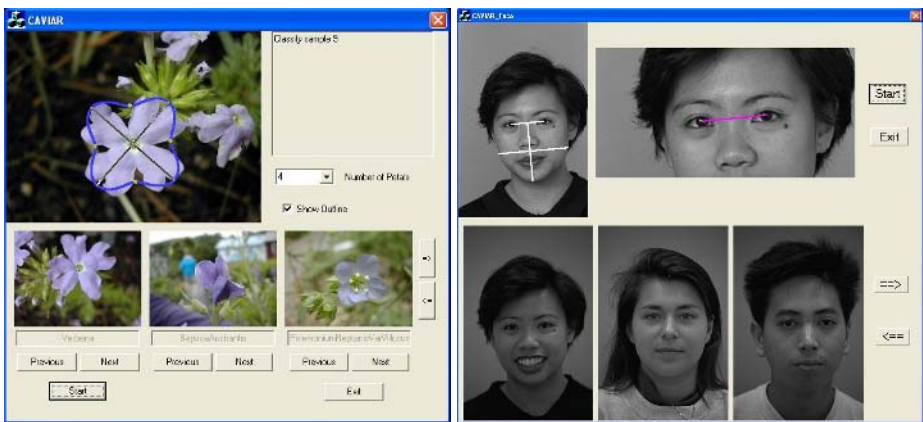 CAVIAR
Classify sample 9
4 Number of Petals
Show Outline
=>
<=
Verbena
Previous Next Previous Next Previous Next
Start Exit
CAVIAR_Face
Start
Exit
==>
<==